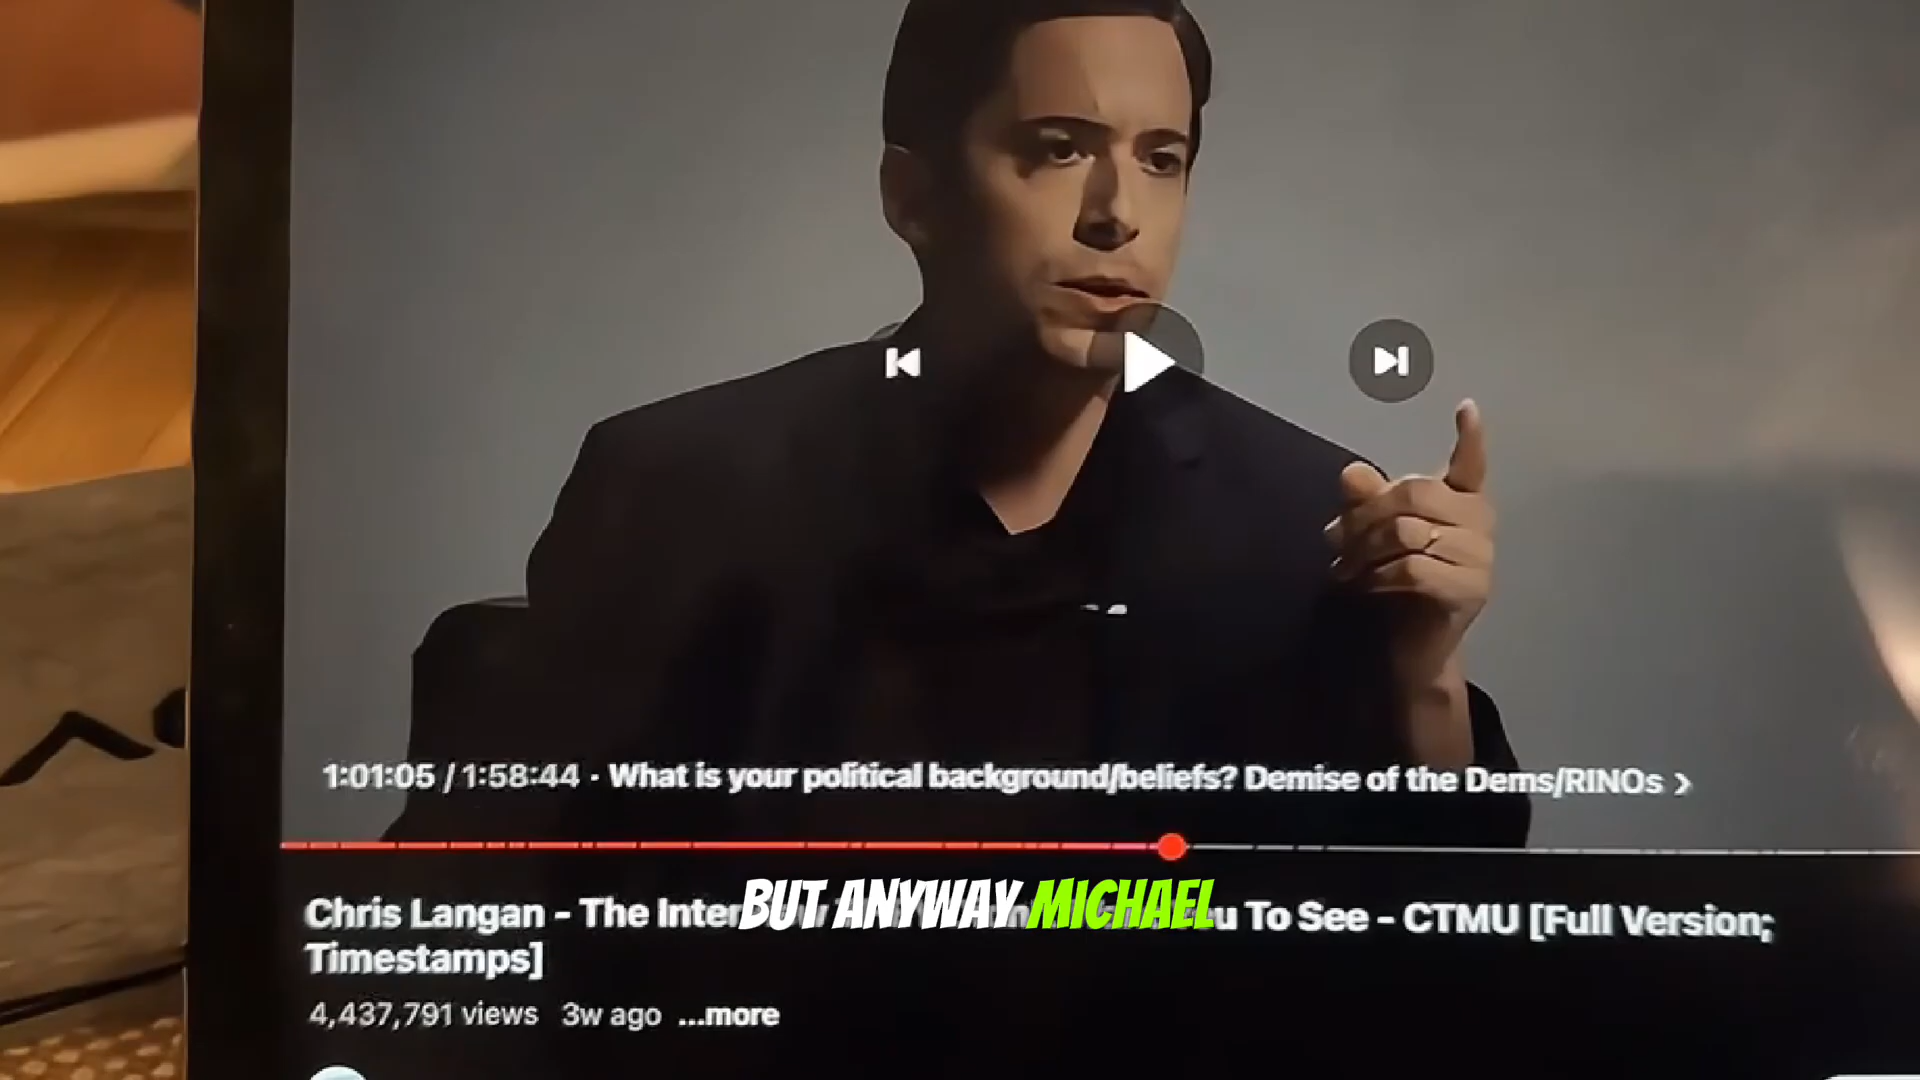 1:01:05 / 1:58:44 · What is your political background/beliefs? Demise of the Dems/RINOs >
Chris Langan - The To See - CTMU [Full Version;
BUT ANYWAY MICHAEL
Timestamps]
4,437,791 views 3w ago ...more